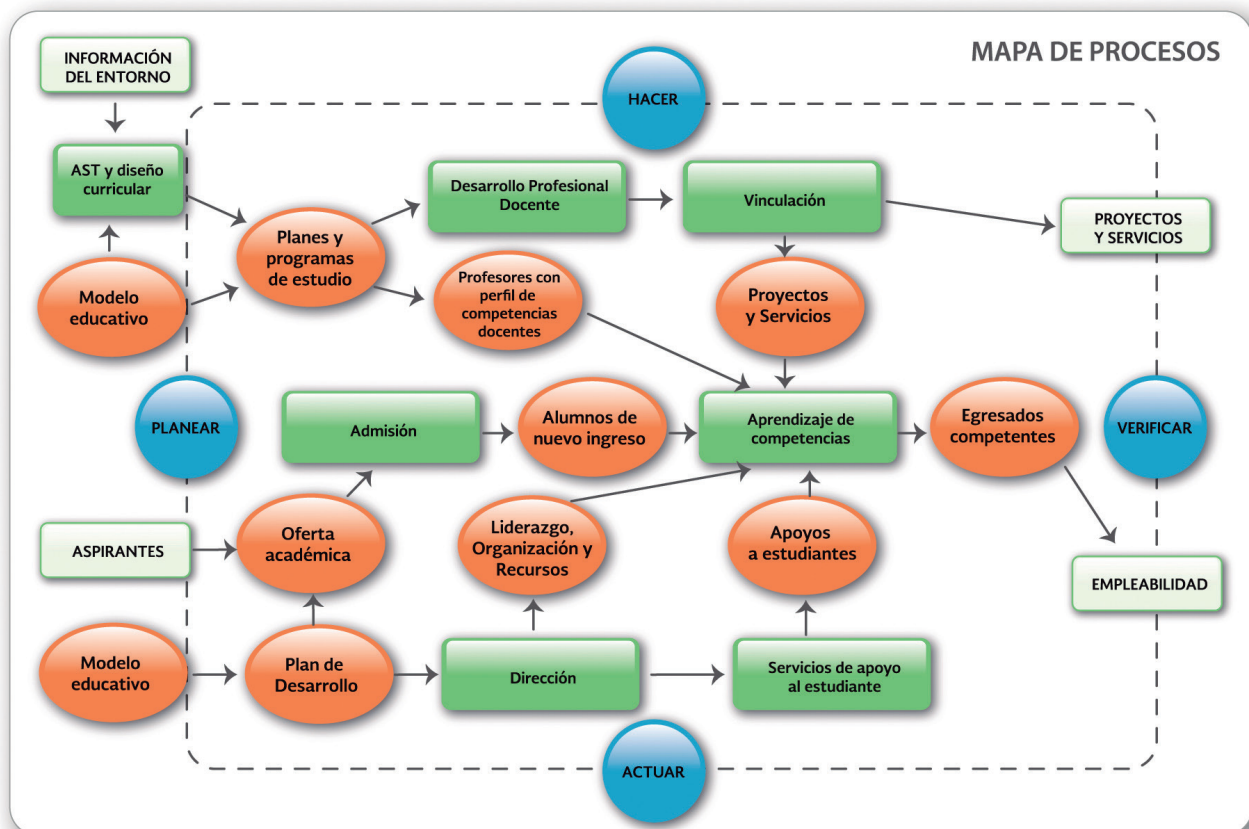 MAPA DE PROCESOS
INFORMACIÓN
DEL ENTORNO
HACER
AST y diseño
curricular
Desarrollo Profesional
Docente
Vinculación
PROYECTOS
Y SERVICIOS
Planes y
programas
de estudio
Modelo
educativo
Profesores con
perfil de
competencias
docentes
Proyectos
y Servicios
PLANEAR
Admisión
Alumnos de
nuevo ingreso
Aprendizaje de
competencias
Egresados
competentes
VERIFICAR
ASPIRANTES
Oferta
académica
Liderazgo,
Organización y
Recursos
Apoyos
a estudiantes
EMPLEABILIDAD
Modelo
educativo
Plan de
Desarrollo
Dirección
Servicios de apoyo
al estudiante
ACTUAR